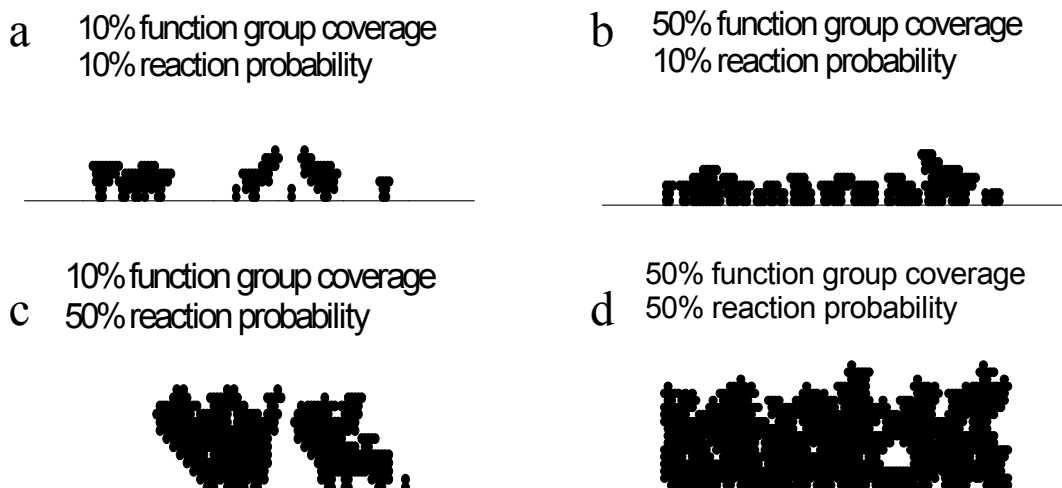 a
10% function group coverage
10% reaction probability
b
50% function group coverage
10% reaction probability
c
10% function group coverage
50% reaction probability
d
50% function group coverage
50% reaction probability